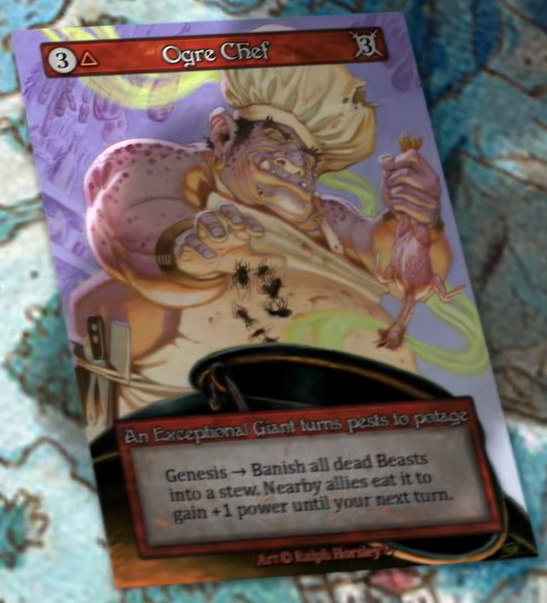 3 Ogre Chef 3
An Exceptional Giant turns pests to potage
Genesis → Banish all dead Beasts
into a stew. Nearby allies eat it to
gain +1 power until your next turn.
Art © Ralph Horsley